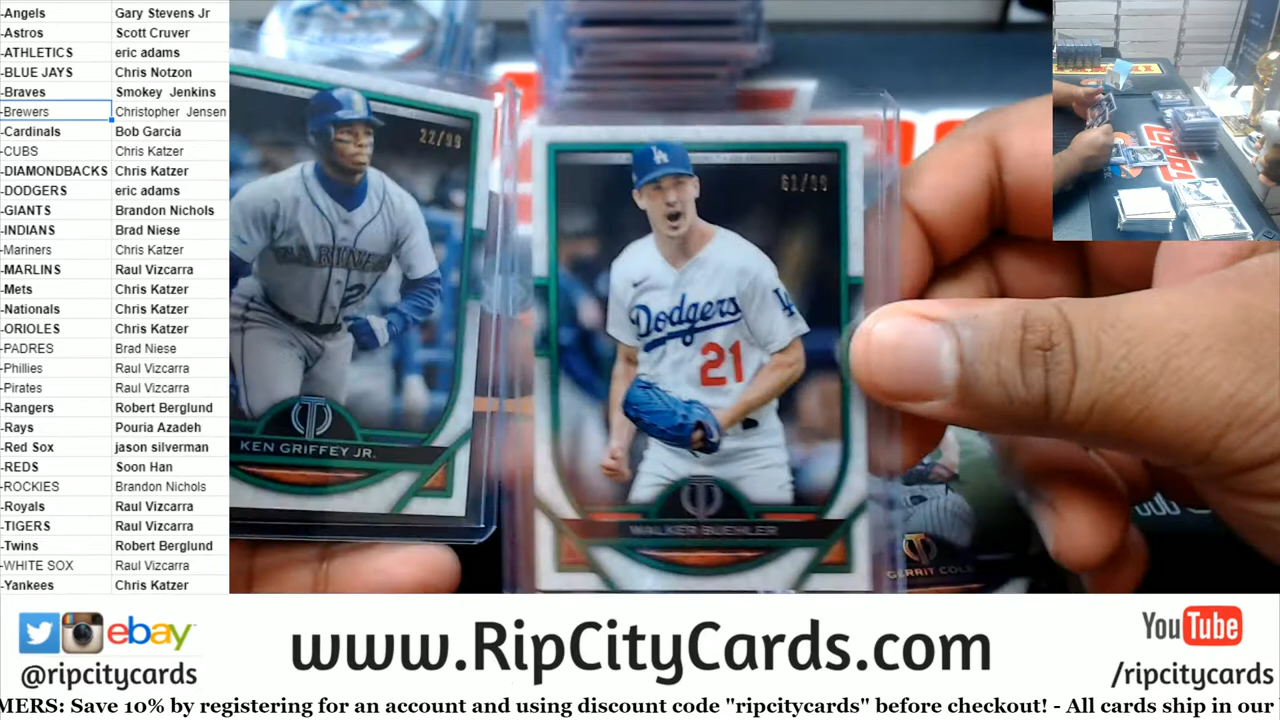 -Angels Gary Stevens Jr
-Astros Scott Cruver
-ATHLETICS eric adams
-BLUE JAYS Chris Notzon
-Braves Smokey Jenkins
-Brewers Christopher Jensen
-Cardinals Bob Garcia
-CUBS Chris Katzer
-DIAMONDBACKS Chris Katzer
-DODGERS eric adams
-GIANTS Brandon Nichols
-INDIANS Brad Niese
-Mariners Chris Katzer
-MARLINS Raul Vizcarra
-Mets Chris Katzer
-Nationals Chris Katzer
-ORIOLES Chris Katzer
-PADRES Brad Niese
-Phillies Raul Vizcarra
-Pirates Raul Vizcarra
-Rangers Robert Berglund
-Rays Pouria Azadeh
-Red Sox jason silverman
-REDS Soon Han
-ROCKIES Brandon Nichols
-Royals Raul Vizcarra
-TIGERS Raul Vizcarra
-Twins Robert Berglund
-WHITE SOX Raul Vizcarra
-Yankees Chris Katzer
22/99
KEN GRIFFEY JR.
61/99
LA
Dodgers
21
WALKER BUEHLER
GERRIT COLE
ebay
@ripcitycards
www.RipCityCards.com
YouTube
/ripcitycards
MERS: Save 10% by registering for an account and using discount code "ripcitycards" before checkout! - All cards ship in our